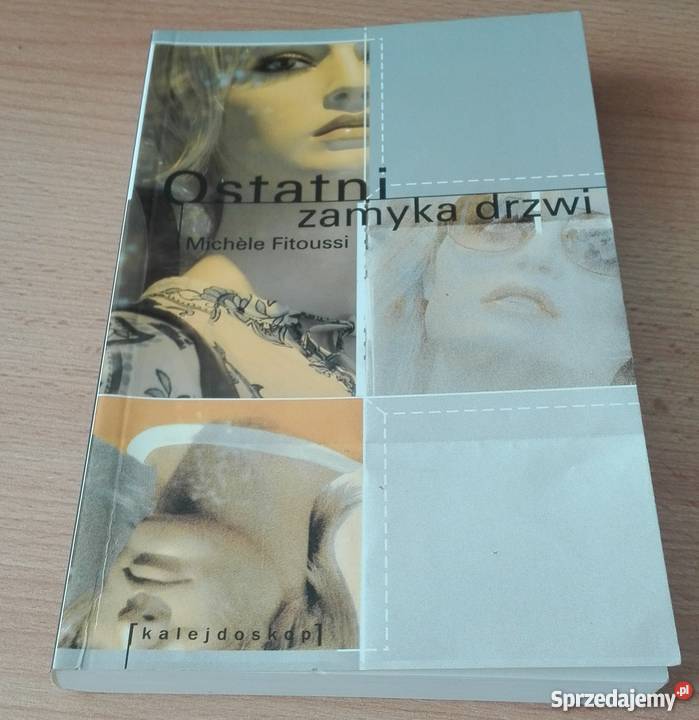 Ostatni
zamyka drzwi
Michèle Fitoussi
[kalejdoskop]
Sprzedajemy.pl